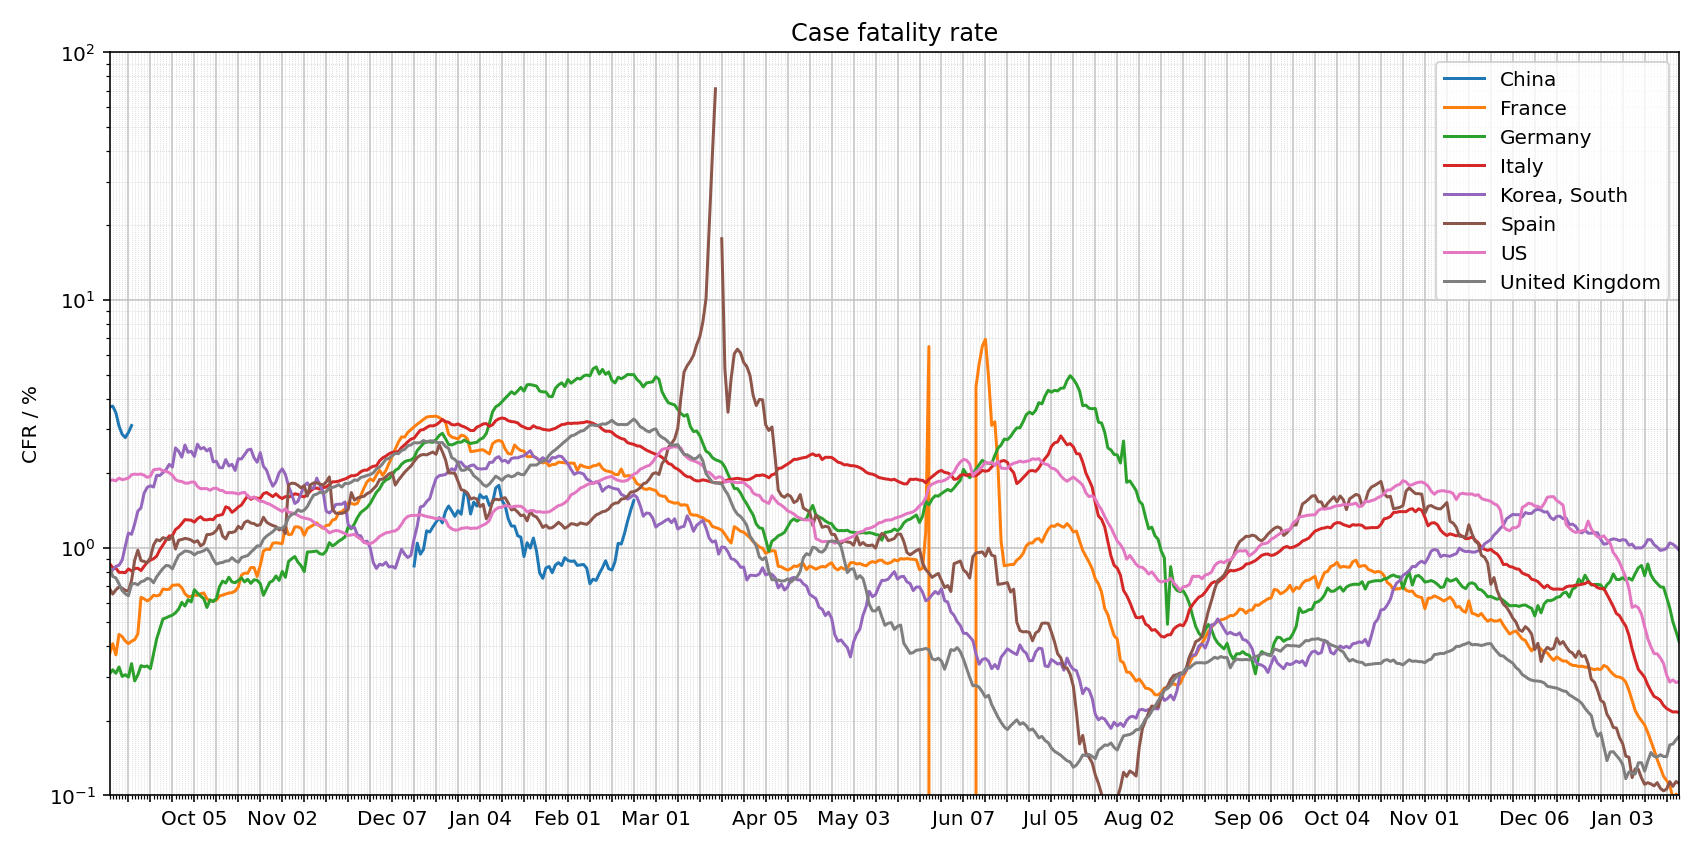 Case fatality rate
CFR / %
10²
10¹
10⁰
10⁻¹
China
France
Germany
Italy
Korea, South
Spain
US
United Kingdom
Oct 05 Nov 02 Dec 07 Jan 04 Feb 01 Mar 01 Apr 05 May 03 Jun 07 Jul 05 Aug 02 Sep 06 Oct 04 Nov 01 Dec 06 Jan 03